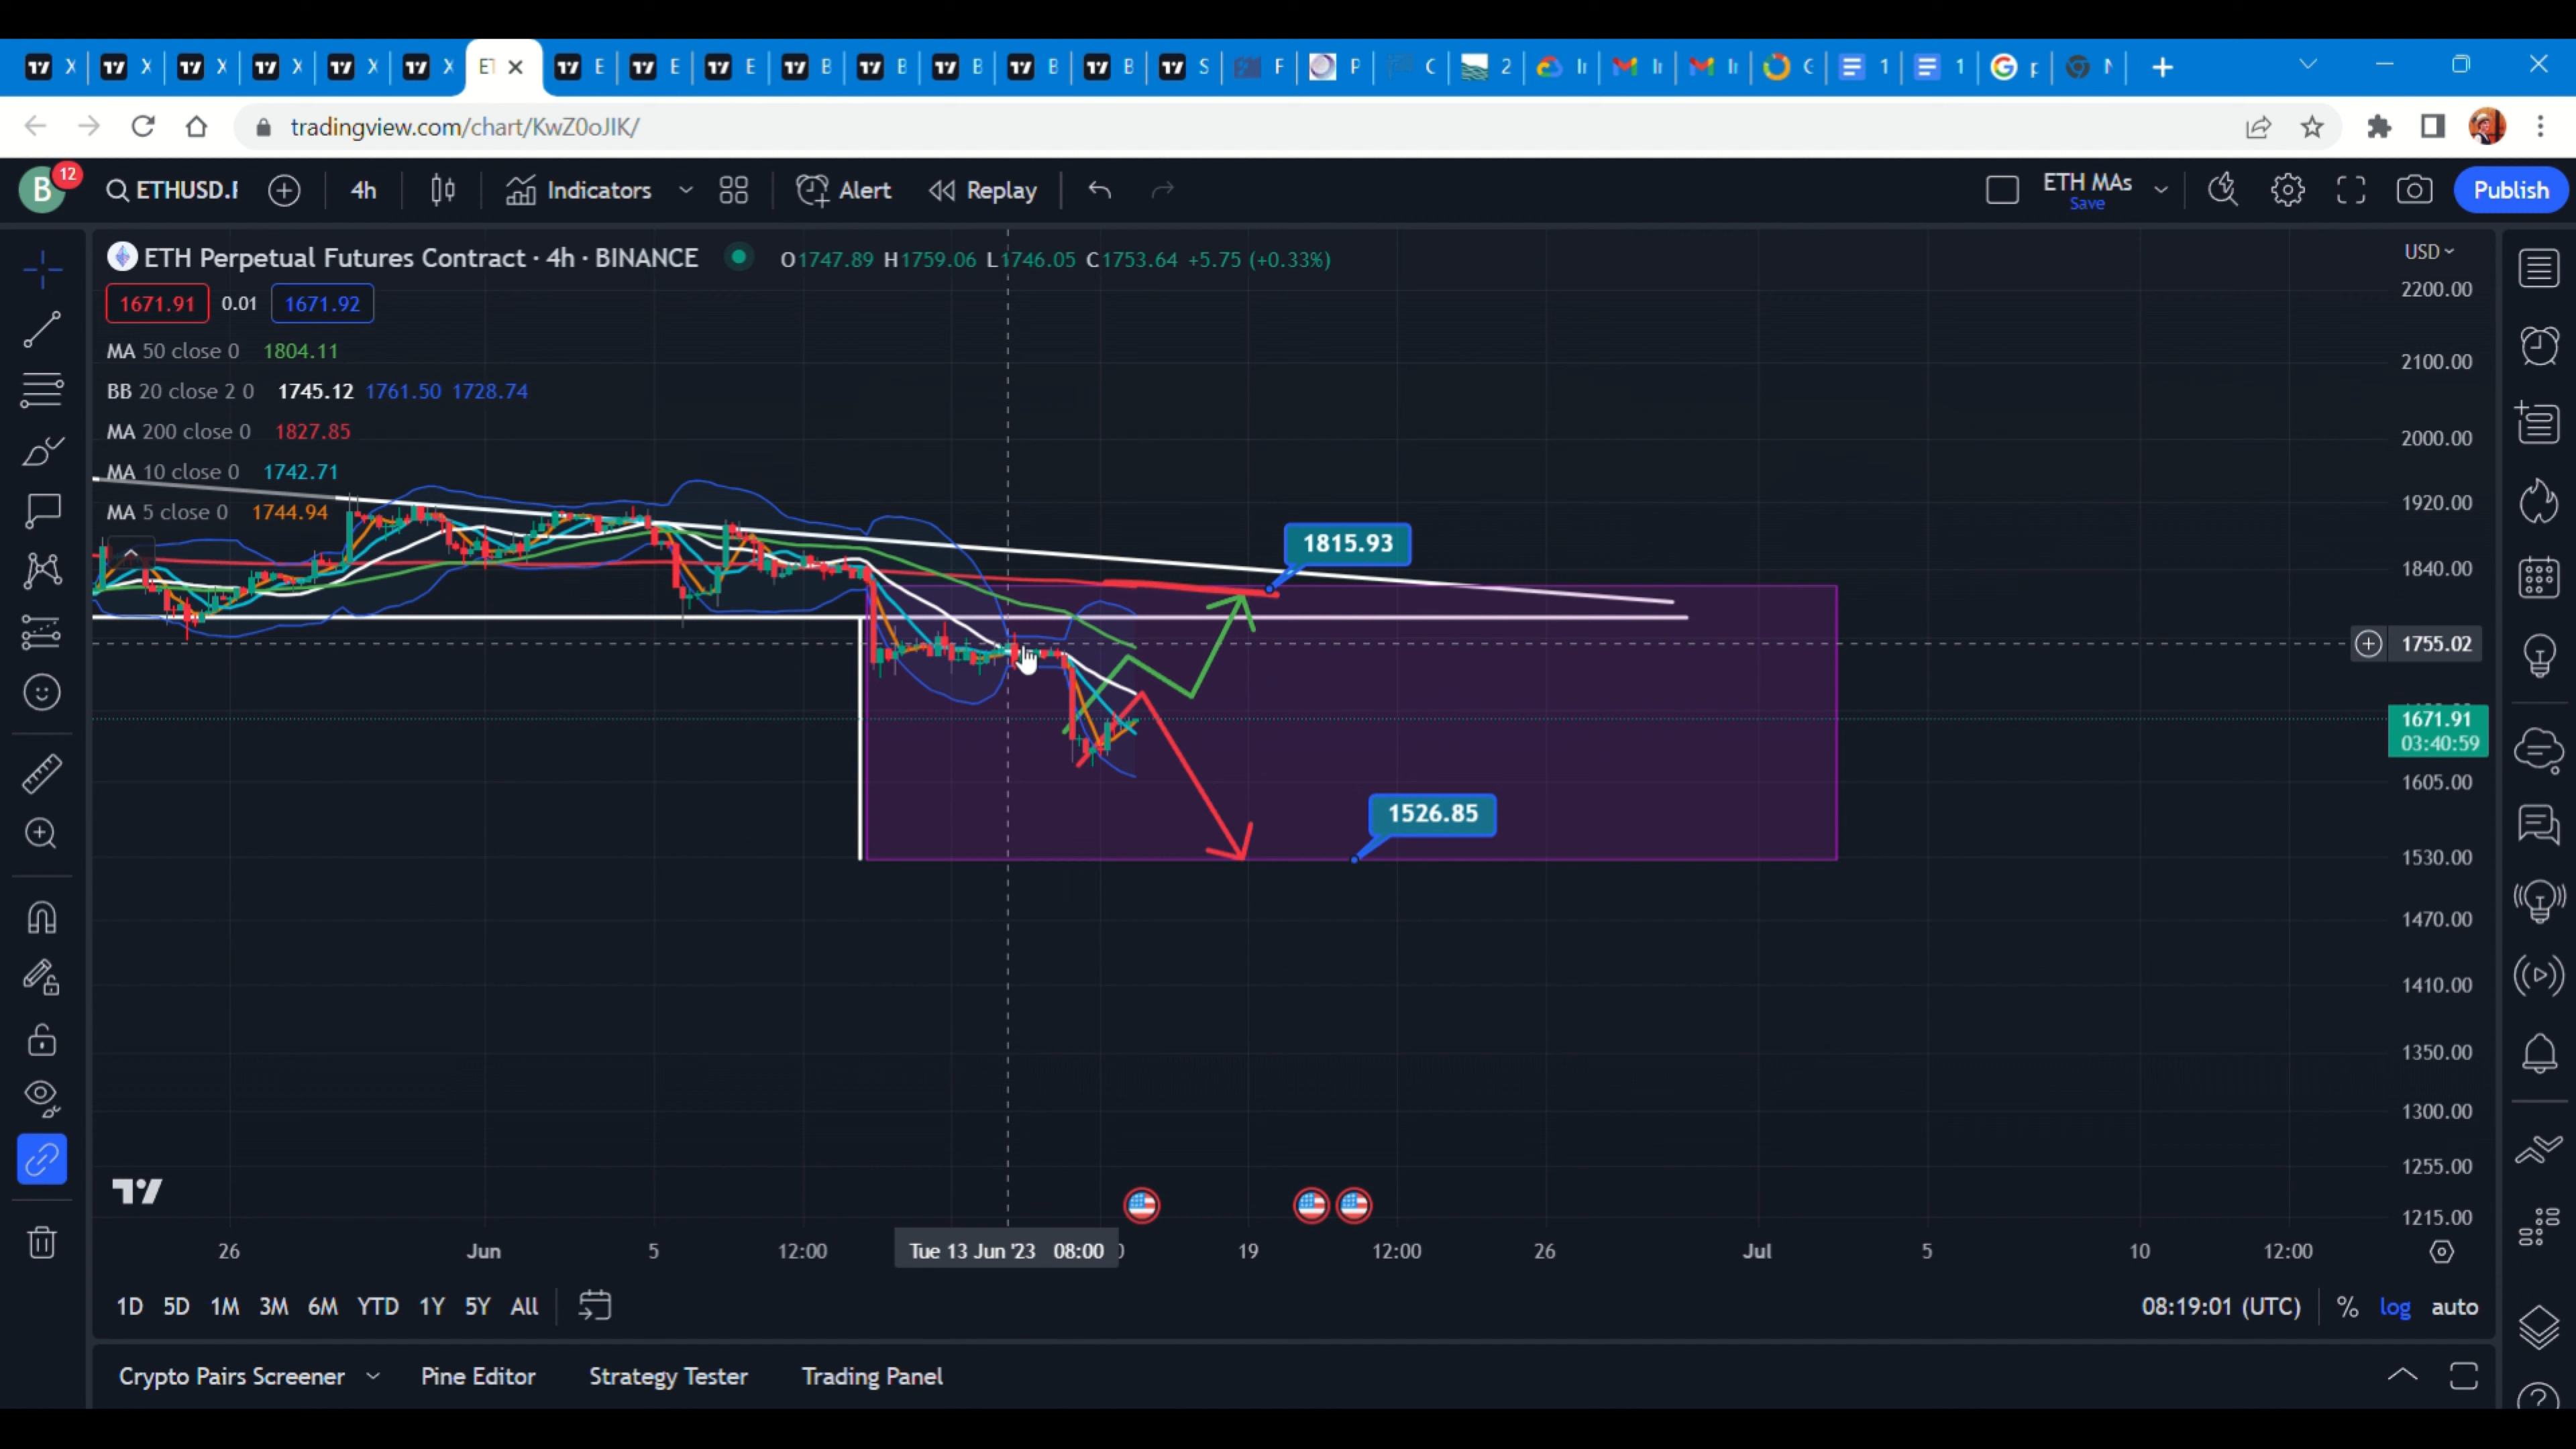 X X X X X X ET E E E B B B B B S F P C 2 In In In C 1 1 p N
tradingview.com/chart/KwZ0oJIK/
B 12 ETHUSD.P 4h Indicators Alert Replay ETH MAs Publish
Save
ETH Perpetual Futures Contract · 4h · BINANCE O1747.89 H1759.06 L1746.05 C1753.64 +5.75 (+0.33%) USD
2200.00
1671.91 0.01 1671.92
MA 50 close 0 1804.11
2100.00
BB 20 close 2 0 1745.12 1761.50 1728.74
MA 200 close 0 1827.85
2000.00
MA 10 close 0 1742.71
1920.00
MA 5 close 0 1744.94
1815.93
1840.00
1755.02
1671.91
03:40:59
1605.00
1526.85
1530.00
1470.00
1410.00
1350.00
1300.00
1255.00
1215.00
26 Jun 5 12:00 Tue 13 Jun '23 08:00 19 12:00 26 Jul 5 10 12:00
1D 5D 1M 3M 6M YTD 1Y 5Y All 08:19:01 (UTC) % log auto
Crypto Pairs Screener Pine Editor Strategy Tester Trading Panel